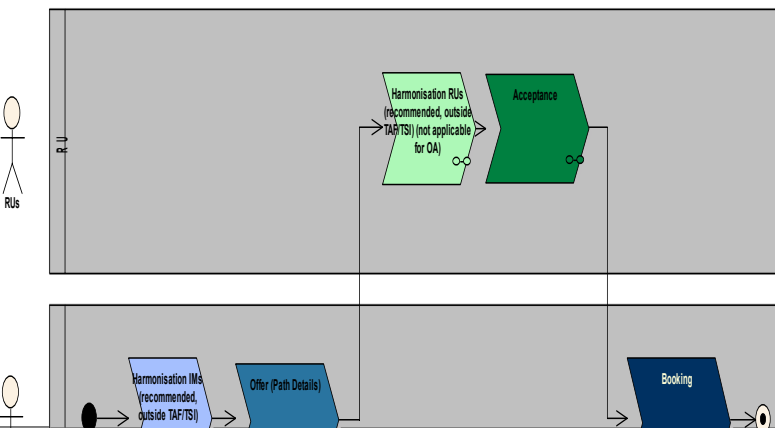 Harmonisation RUs
(recommended, outside
TAF/TSI) (not applicable
for OA)
Acceptance
R U
RUs
Harmonisation IMs
(recommended,
outside TAF/TSI)
Offer (Path Details)
Booking